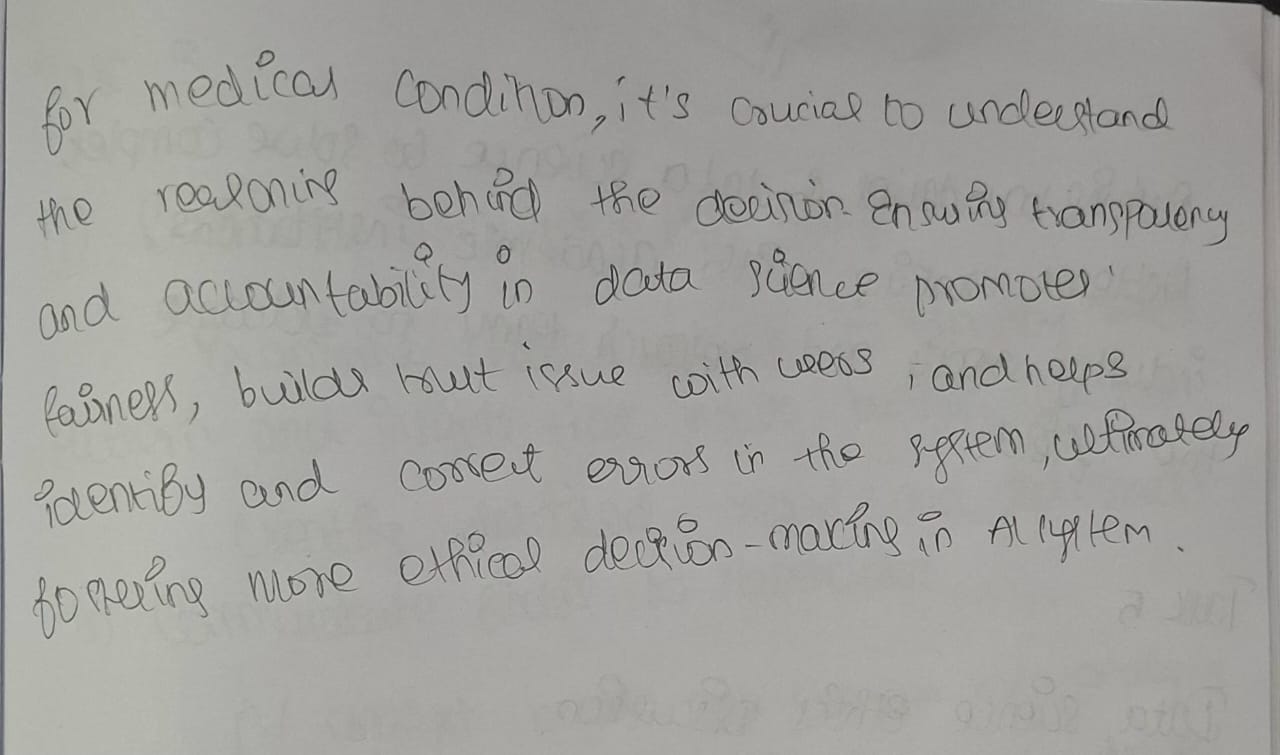 for medical condition, it's crucial to understand
the reasoning behind the decision. Ensuring transparency
and accountability in data science promotes
fairness, builds trust issue with users, and helps
identify and correct errors in the system, ultimately
fostering more ethical decision-making in AI system.